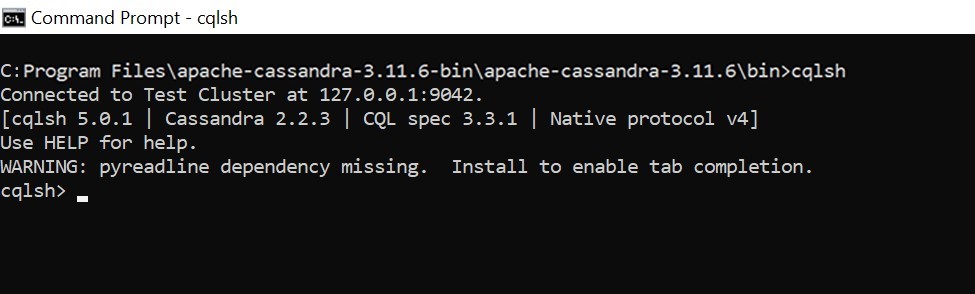 Command Prompt - cqlsh
C:Program Files\apache-cassandra-3.11.6-bin\apache-cassandra-3.11.6\bin>cqlsh
Connected to Test Cluster at 127.0.0.1:9042.
[cqlsh 5.0.1 | Cassandra 2.2.3 | CQL spec 3.3.1 | Native protocol v4]
Use HELP for help.
WARNING: pyreadline dependency missing.  Install to enable tab completion.
cqlsh>